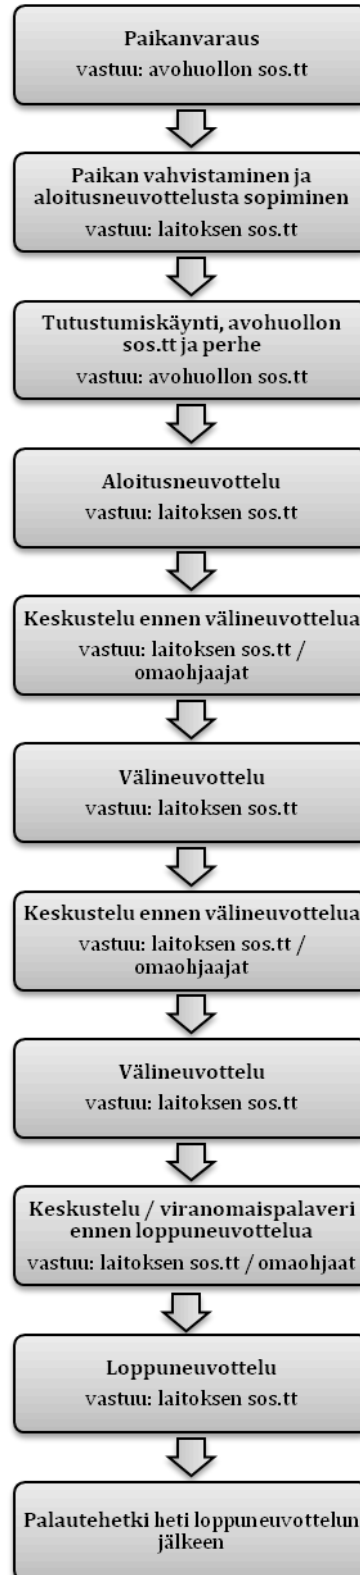 Paikanvaraus
vastuu: avohuollon sos.tt
Paikan vahvistaminen ja
aloitusneuvottelusta sopiminen
vastuu: laitoksen sos.tt
Tutustumiskäynti, avohuollon
sos.tt ja perhe
vastuu: avohuollon sos.tt
Aloitusneuvottelu
vastuu: laitoksen sos.tt
Keskustelu ennen välineuvottelua
vastuu: laitoksen sos.tt /
omaohjaajat
Välineuvottelu
vastuu: laitoksen sos.tt
Keskustelu ennen välineuvottelua
vastuu: laitoksen sos.tt /
omaohjaajat
Välineuvottelu
vastuu: laitoksen sos.tt
Keskustelu / viranomaispalaveri
ennen loppuneuvottelua
vastuu: laitoksen sos.tt / omaohjaat
Loppuneuvottelu
vastuu: laitoksen sos.tt
Palautehetki heti loppuneuvottelun
jälkeen